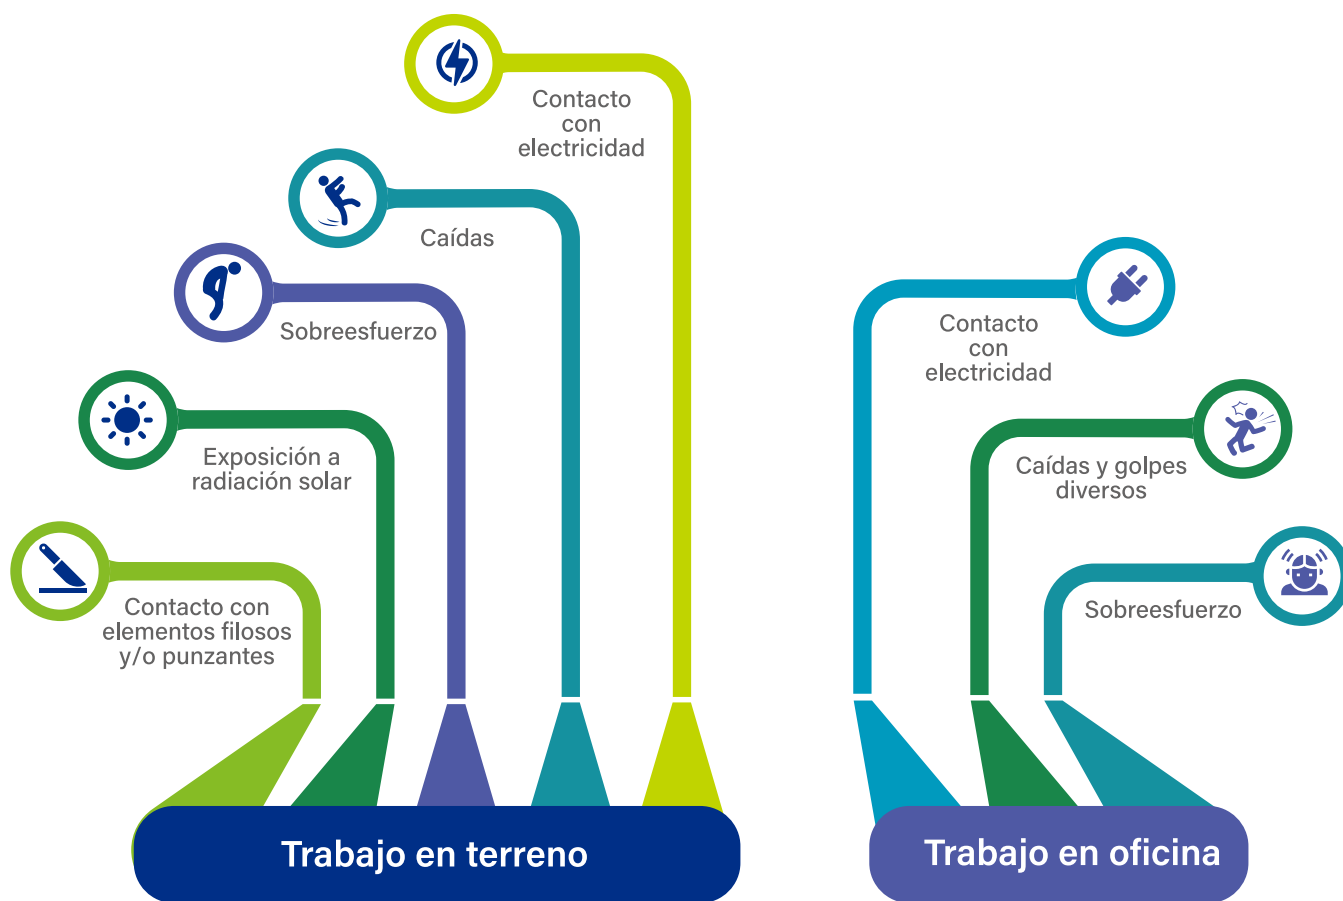 Contacto
con
electricidad
Caídas
Sobreesfuerzo
Exposición a
radiación solar
Contacto con
elementos filosos
y/o punzantes
Trabajo en terreno
Contacto
con
electricidad
Caídas y golpes
diversos
Sobreesfuerzo
Trabajo en oficina